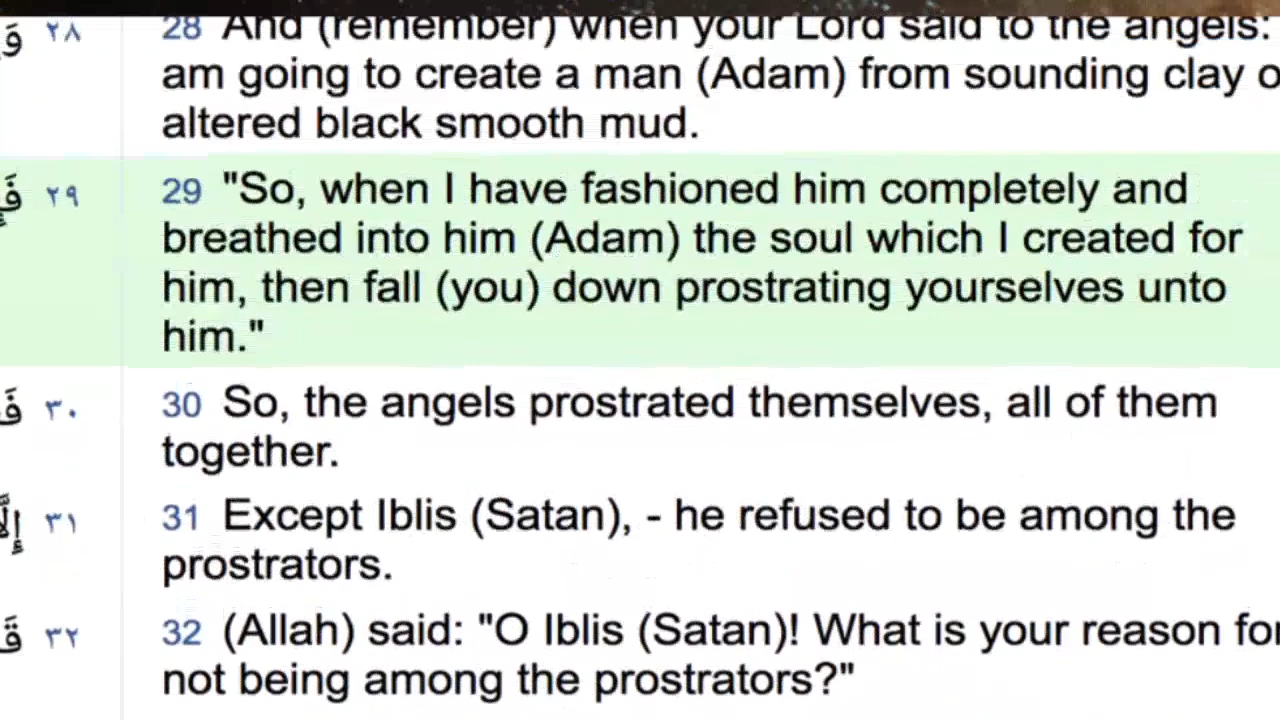 ٢٨ 28 And (remember) when your Lord said to the angels:
am going to create a man (Adam) from sounding clay
altered black smooth mud.
٢٩ 29 "So, when I have fashioned him completely and
breathed into him (Adam) the soul which I created for
him, then fall (you) down prostrating yourselves unto
him."
٣٠ 30 So, the angels prostrated themselves, all of them
together.
٣١ 31 Except Iblis (Satan), - he refused to be among the
prostrators.
٣٢ 32 (Allah) said: "O Iblis (Satan)! What is your reason for
not being among the prostrators?"